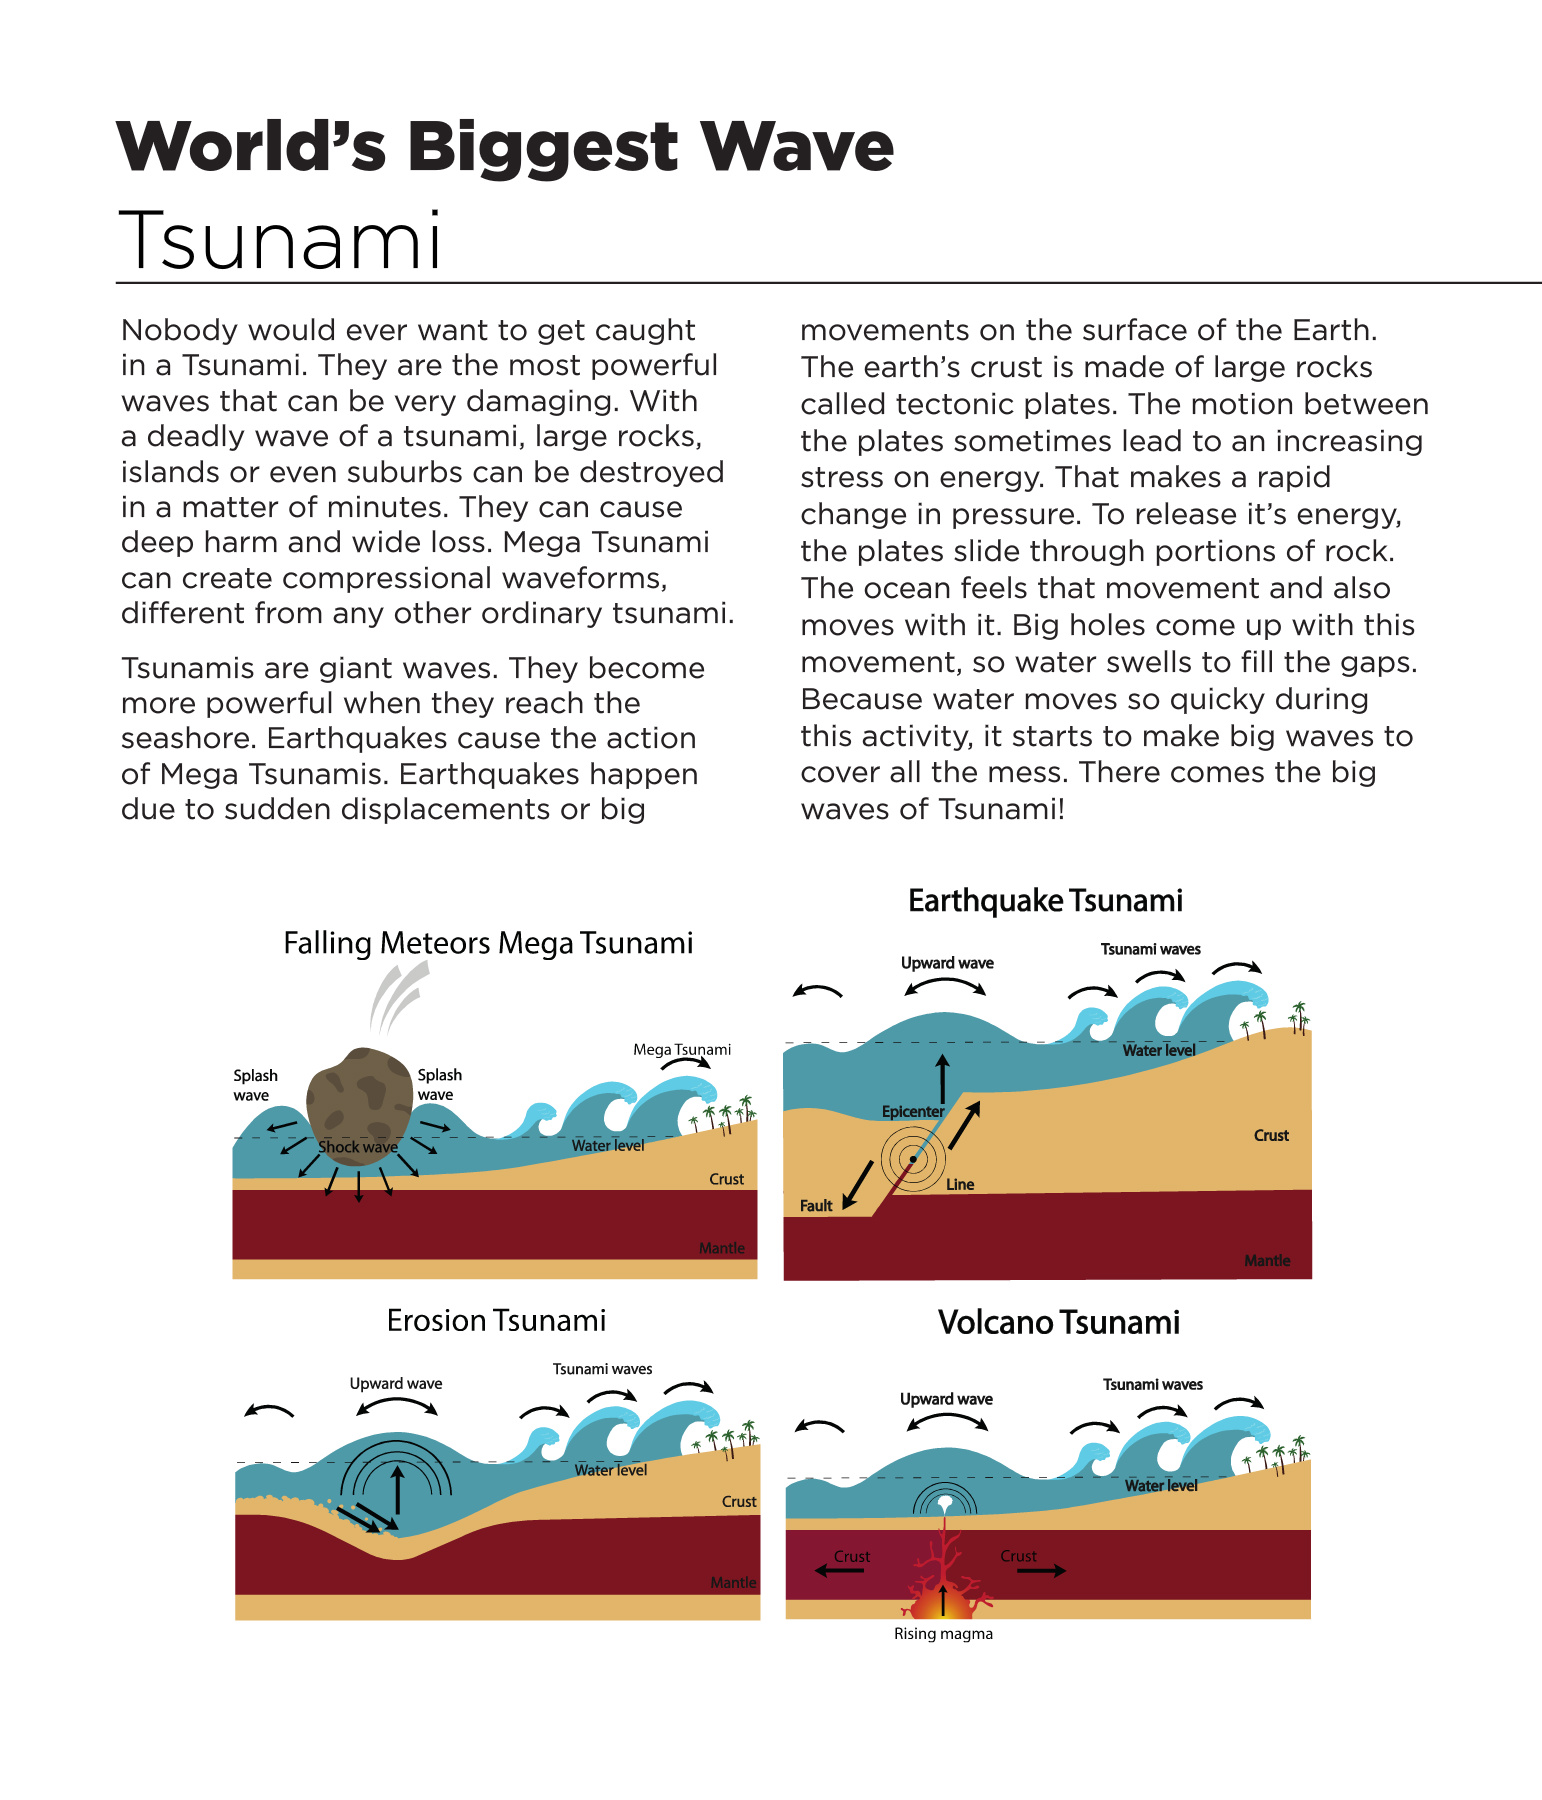 World's Biggest Wave
Tsunami
Nobody would ever want to get caught
in a Tsunami. They are the most powerful
waves that can be very damaging. With
a deadly wave of a tsunami, large rocks,
islands or even suburbs can be destroyed
in a matter of minutes. They can cause
deep harm and wide loss. Mega Tsunami
can create compressional waveforms,
different from any other ordinary tsunami.
Tsunamis are giant waves. They become
more powerful when they reach the
seashore. Earthquakes cause the action
of Mega Tsunamis. Earthquakes happen
due to sudden displacements or big
movements on the surface of the Earth.
The earth's crust is made of large rocks
called tectonic plates. The motion between
the plates sometimes lead to an increasing
stress on energy. That makes a rapid
change in pressure. To release it's energy,
the plates slide through portions of rock.
The ocean feels that movement and also
moves with it. Big holes come up with this
movement, so water swells to fill the gaps.
Because water moves so quicky during
this activity, it starts to make big waves to
cover all the mess. There comes the big
waves of Tsunami!
Falling Meteors Mega Tsunami
Mega Tsunami
Splash
wave
Splash
wave
Shock wave
Water level
Crust
Mantle
Earthquake Tsunami
Upward wave
Tsunami waves
Water level
Epicenter
Crust
Line
Fault
Mantle
Erosion Tsunami
Upward wave
Tsunami waves
Water level
Crust
Mantle
Volcano Tsunami
Upward wave
Tsunami waves
Water level
Crust
Crust
Rising magma